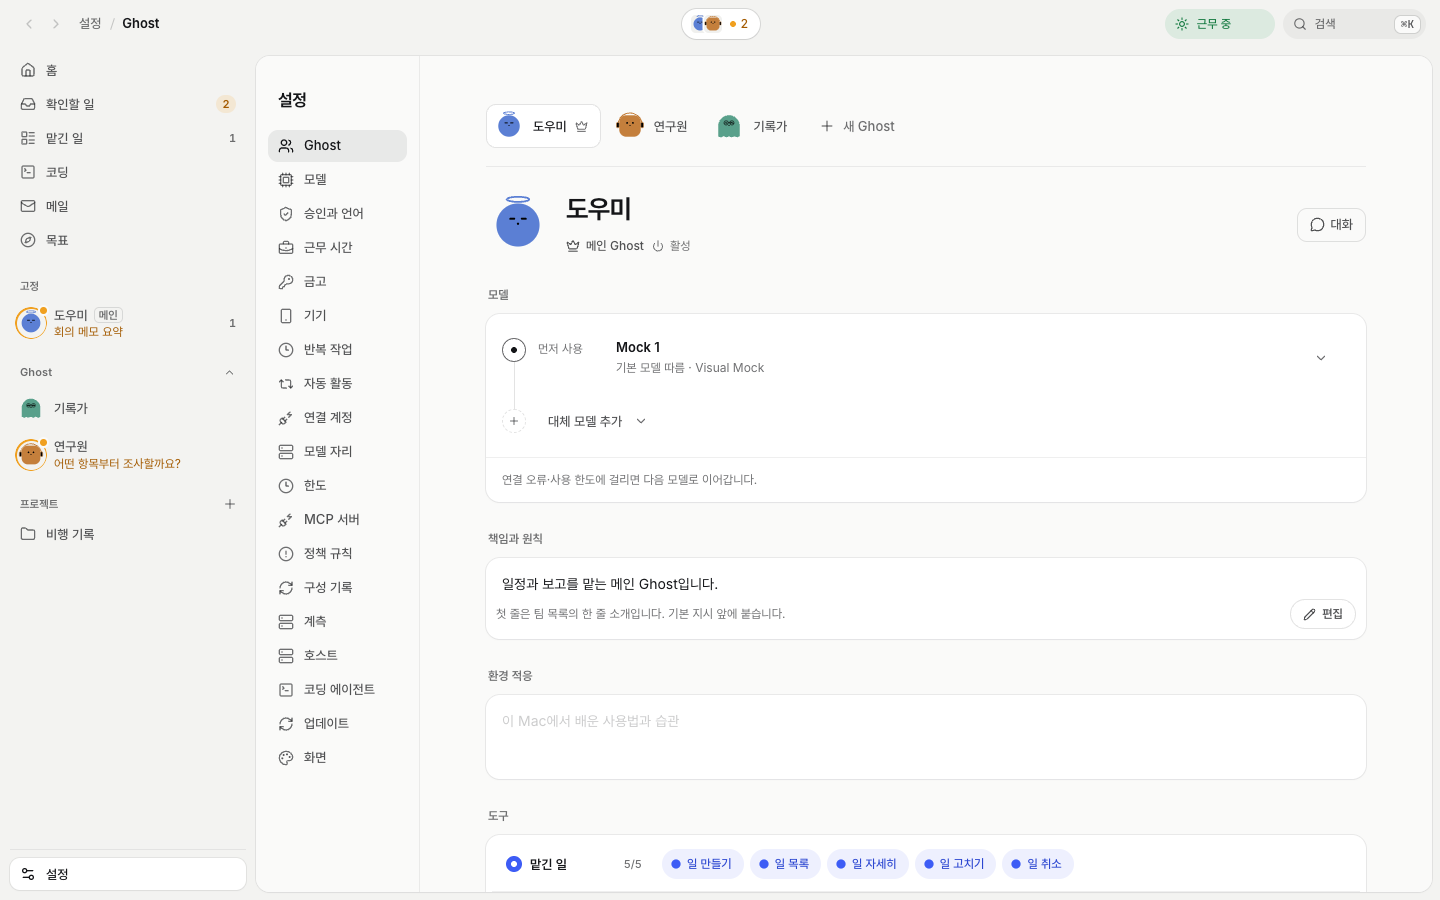 설정 / Ghost
2
근무 중
검색
⌘K
홈
확인할 일 2
맡긴 일 1
코딩
메일
목표
고정
도우미 메인
회의 메모 요약
1
Ghost
기록가
연구원
어떤 항목부터 조사할까요?
프로젝트
비행 기록
설정
설정
Ghost
모델
승인과 언어
근무 시간
금고
기기
반복 작업
자동 활동
연결 계정
모델 자리
한도
MCP 서버
정책 규칙
구성 기록
계측
호스트
코딩 에이전트
업데이트
화면
도우미
연구원
기록가
새 Ghost
도우미
메인 Ghost 활성
대화
모델
먼저 사용
Mock 1
기본 모델 따름 · Visual Mock
대체 모델 추가
연결 오류·사용 한도에 걸리면 다음 모델로 이어갑니다.
책임과 원칙
일정과 보고를 맡는 메인 Ghost입니다.
첫 줄은 팀 목록의 한 줄 소개입니다. 기본 지시 앞에 붙습니다.
편집
환경 적응
이 Mac에서 배운 사용법과 습관
도구
맡긴 일 5/5 일 만들기 일 목록 일 자세히 일 고치기 일 취소